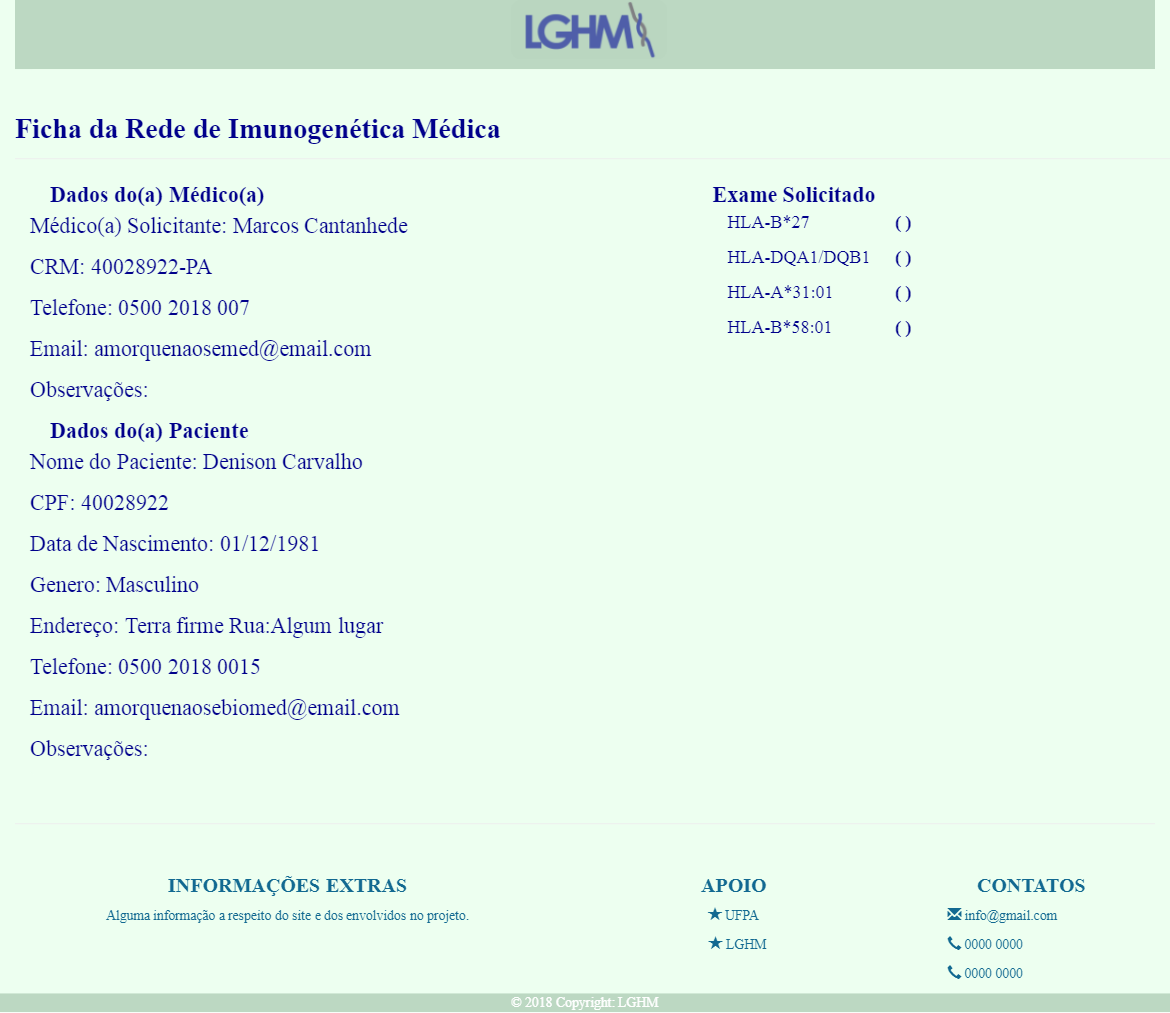 LGHM
Ficha da Rede de Imunogenética Médica
Dados do(a) Médico(a)
Médico(a) Solicitante: Marcos Cantanhede
CRM: 40028922-PA
Telefone: 0500 2018 007
Email: amorquenaosemed@email.com
Observações:
Dados do(a) Paciente
Nome do Paciente: Denison Carvalho
CPF: 40028922
Data de Nascimento: 01/12/1981
Genero: Masculino
Endereço: Terra firme Rua:Algum lugar
Telefone: 0500 2018 0015
Email: amorquenaosebiomed@email.com
Observações:
Exame Solicitado
HLA-B*27 ( )
HLA-DQA1/DQB1 ( )
HLA-A*31:01 ( )
HLA-B*58:01 ( )
INFORMAÇÕES EXTRAS
Alguma informação a respeito do site e dos envolvidos no projeto.
APOIO
★ UFPA
★ LGHM
CONTATOS
info@gmail.com
0000 0000
0000 0000
© 2018 Copyright: LGHM